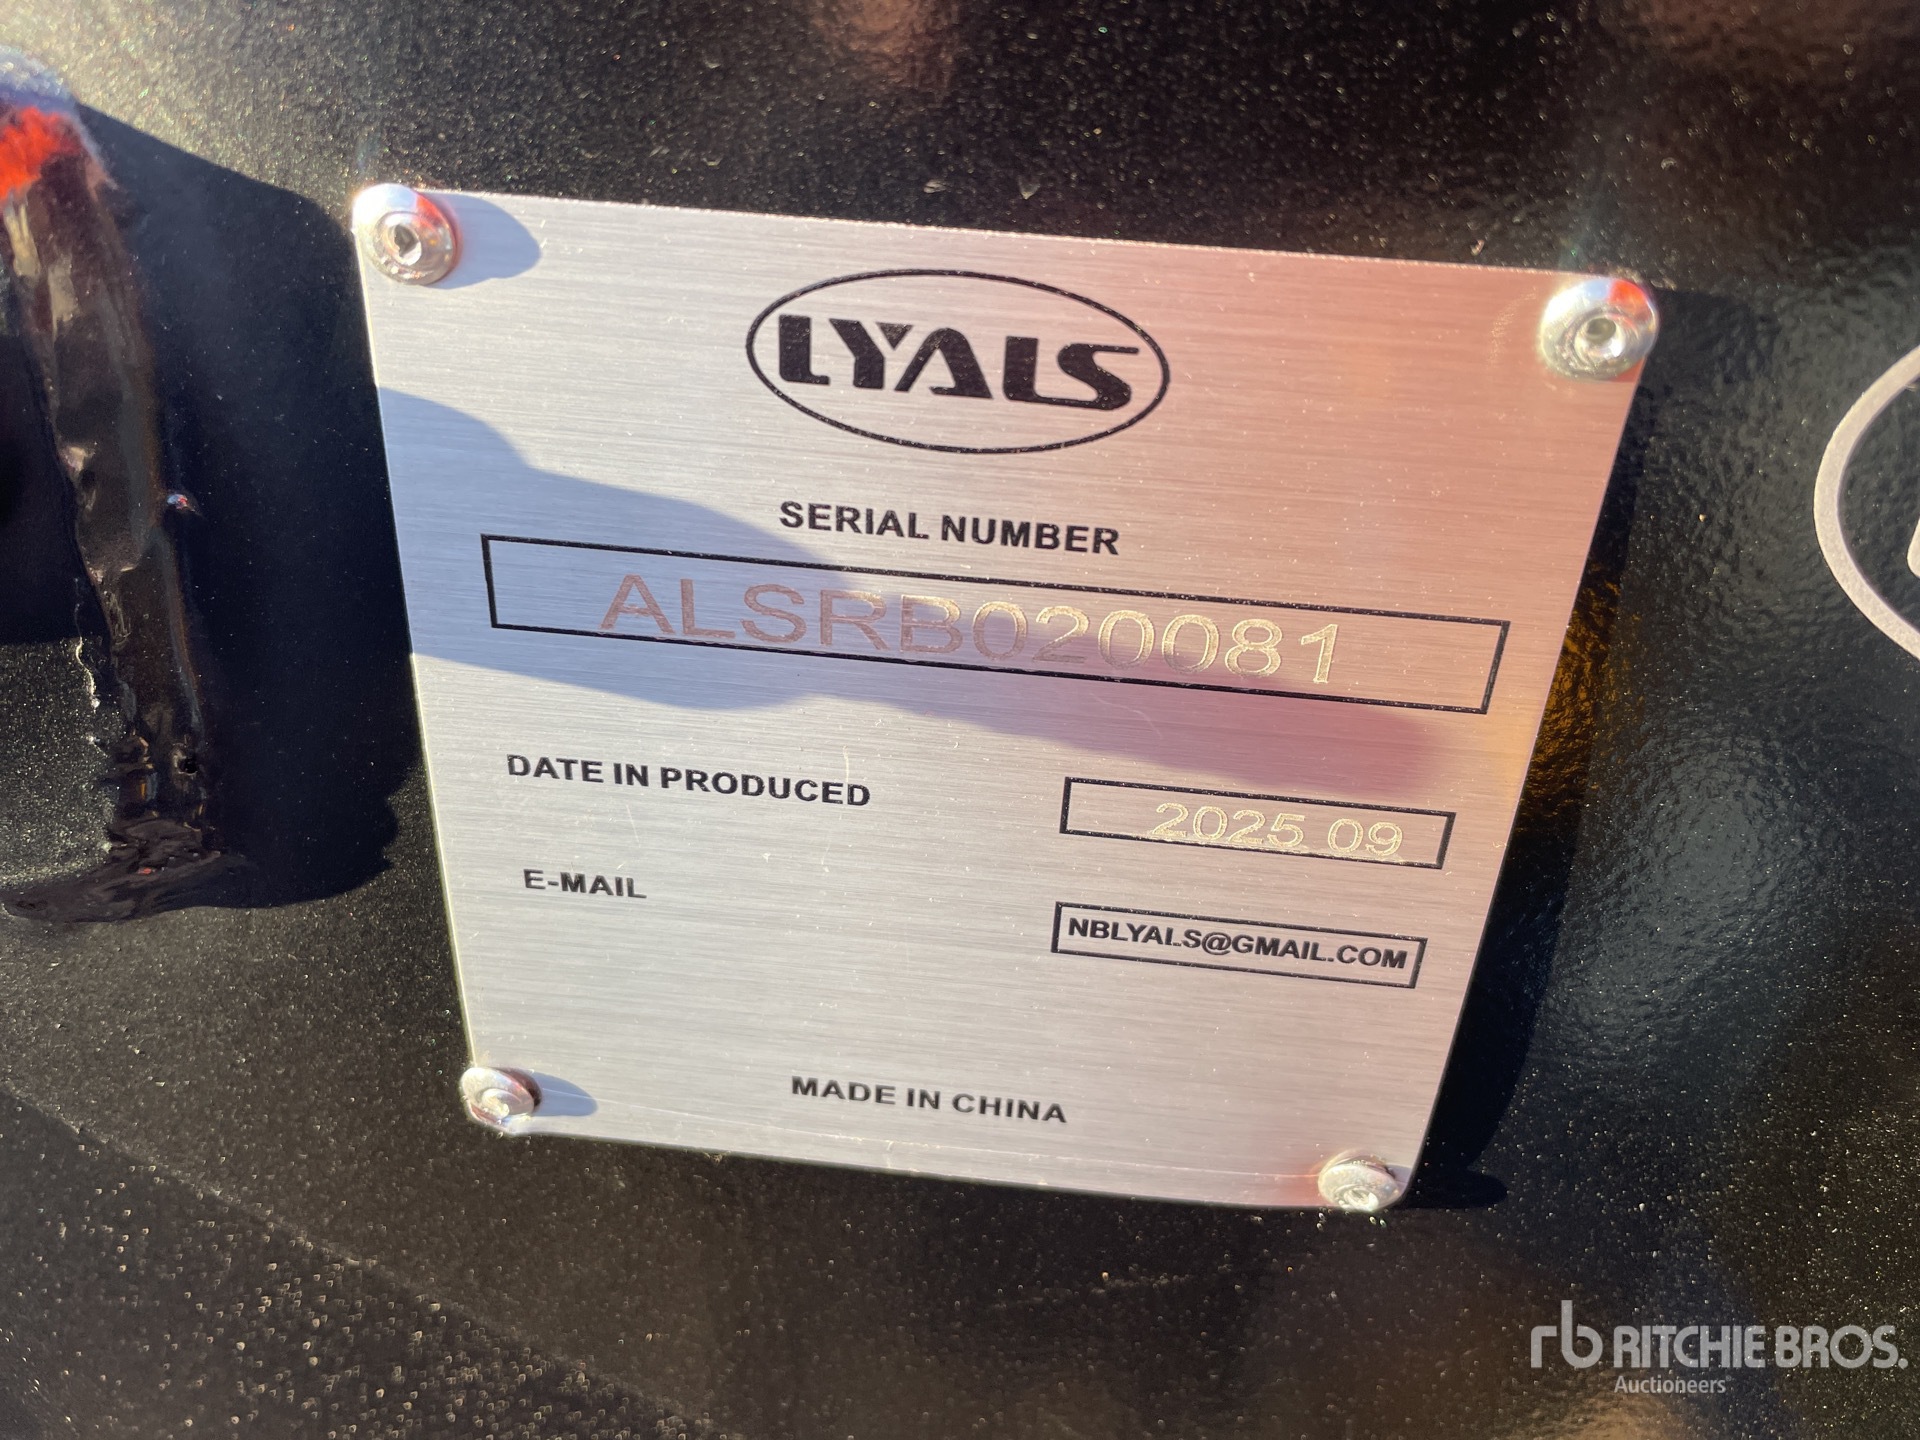 LYALS
SERIAL NUMBER
ALSRB020081
DATE IN PRODUCED
2025 09
E-MAIL
NBLYALS@GMAIL.COM
MADE IN CHINA
rb RITCHIE BROS.
Auctioneers